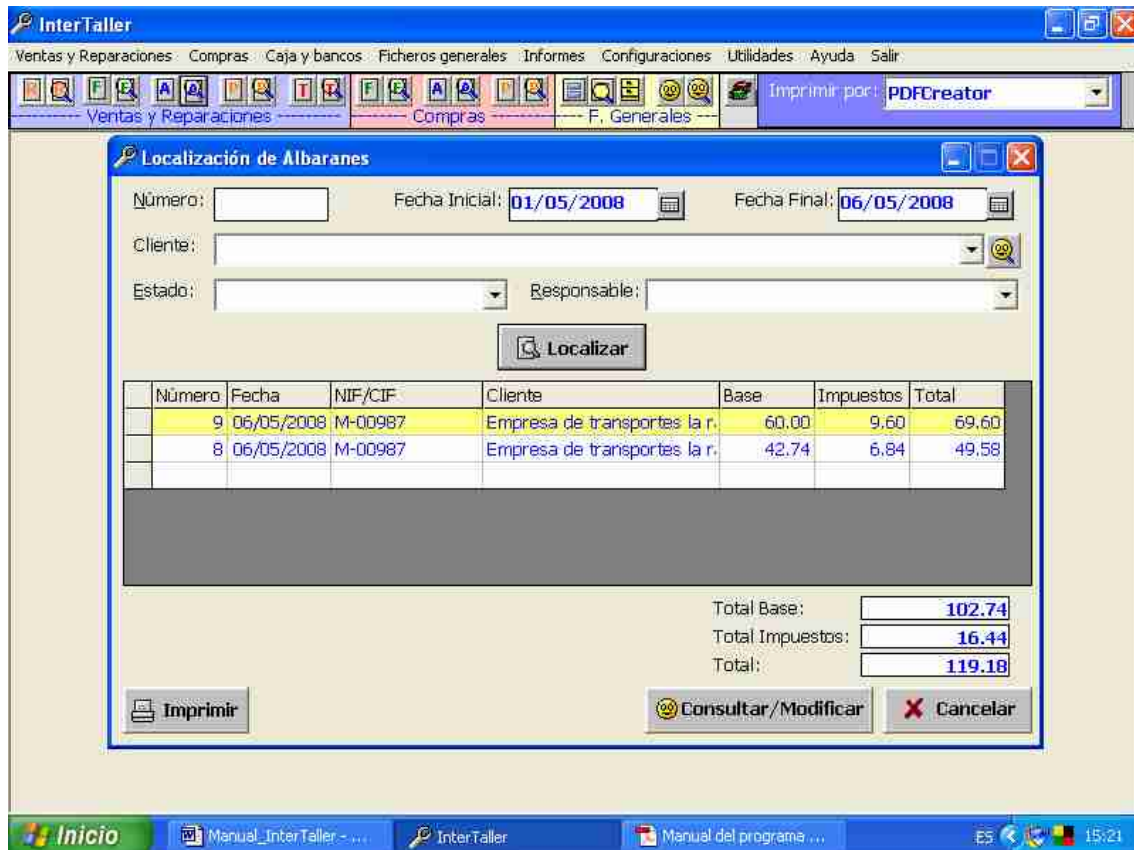 InterTaller
Ventas y Reparaciones Compras Caja y bancos Ficheros generales Informes Configuraciones Utilidades Ayuda Salir
R F F A A P P T T F F A A P P Imprimir por: PDFCreator
Ventas y Reparaciones Compras F. Generales
Localización de Albaranes
Número: Fecha Inicial: 01/05/2008 Fecha Final: 06/05/2008
Cliente:
Estado: Responsable:
Localizar
Número Fecha NIF/CIF Cliente Base Impuestos Total
9 06/05/2008 M-00987 Empresa de transportes la r. 60.00 9.60 69.60
8 06/05/2008 M-00987 Empresa de transportes la r. 42.74 6.84 49.58
Total Base: 102.74
Total Impuestos: 16.44
Total: 119.18
Imprimir Consultar/Modificar Cancelar
Inicio Manual_InterTaller - ... InterTaller Manual del programa ... ES 15:21